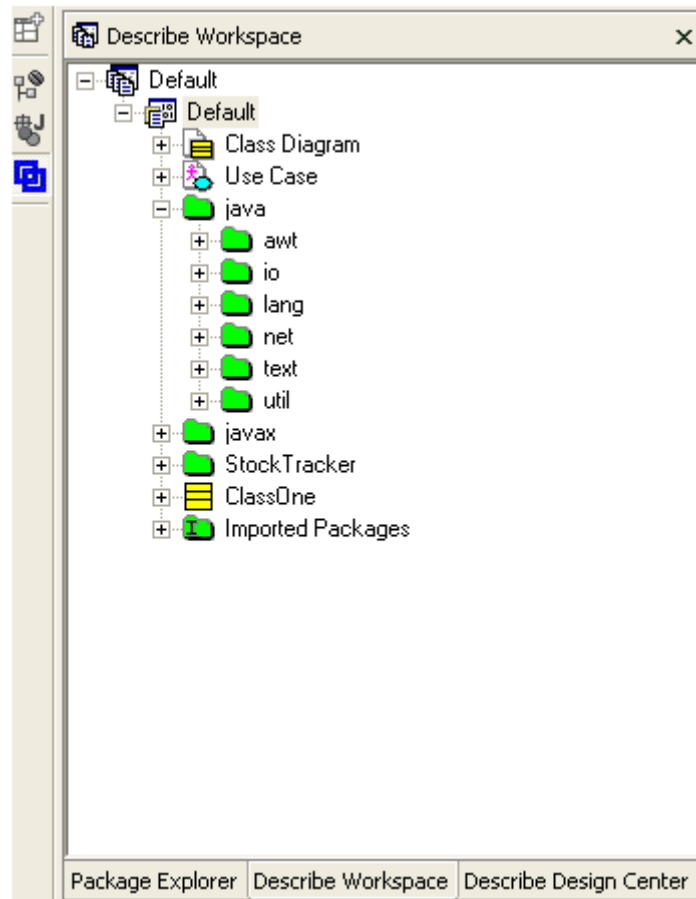 Describe Workspace
Default
Default
Class Diagram
Use Case
java
awt
io
lang
net
text
util
javax
StockTracker
ClassOne
Imported Packages
Package Explorer Describe Workspace Describe Design Center